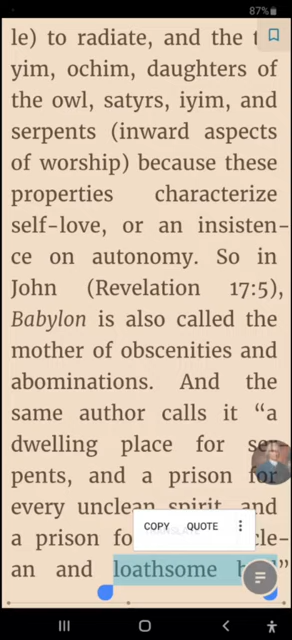 87%
le) to radiate, and the
yim, ochim, daughters of
the owl, satyrs, iyim, and
serpents (inward aspects
of worship) because these
properties characterize
self-love, or an insisten-
ce on autonomy. So in
John (Revelation 17:5),
Babylon is also called the
mother of obscenities and
abominations. And the
same author calls it “a
dwelling place for ser-
pents, and a prison for
every unclean spirit, and
COPY QUOTE
a prison
an and loathsome ”